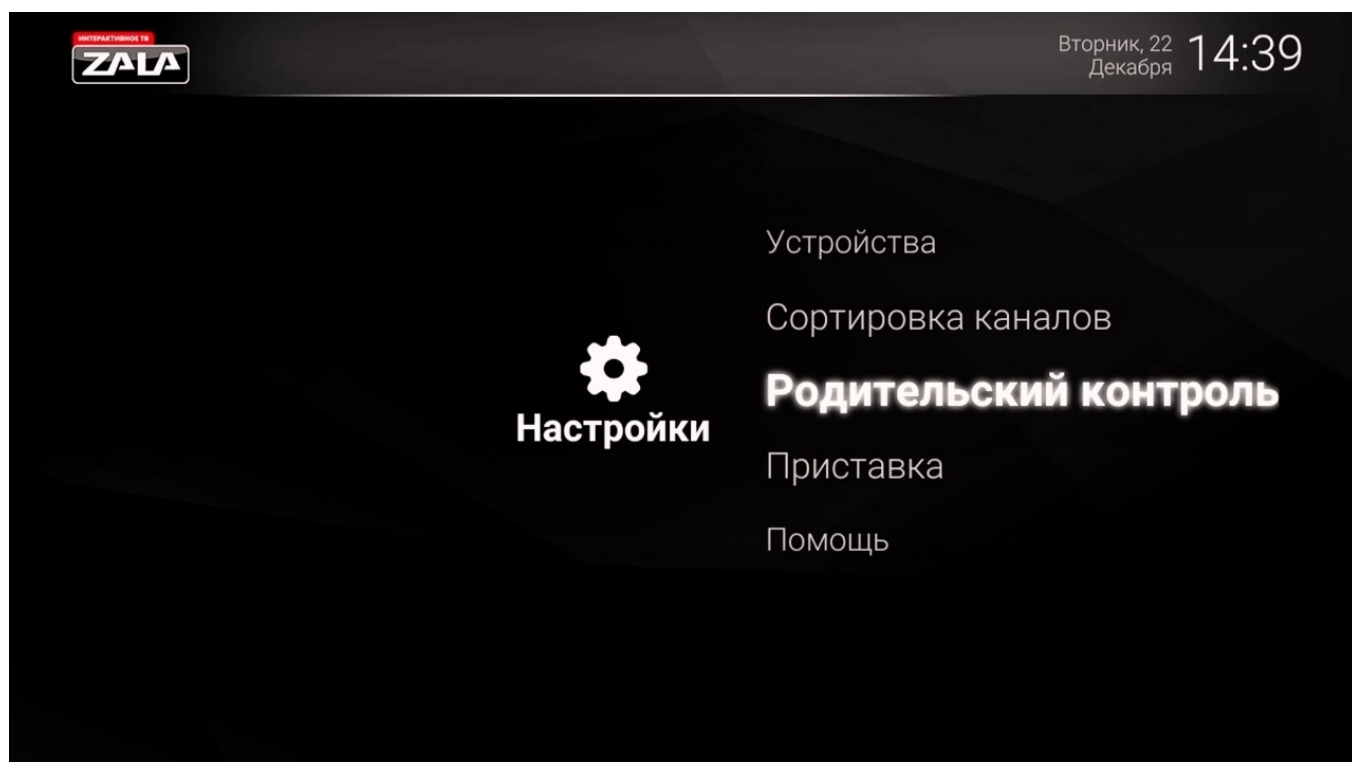 ИНТЕРАКТИВНОЕ ТВ
ZALA
Вторник, 22
Декабря
14:39
Устройства
Сортировка каналов
Настройки
Родительский контроль
Приставка
Помощь